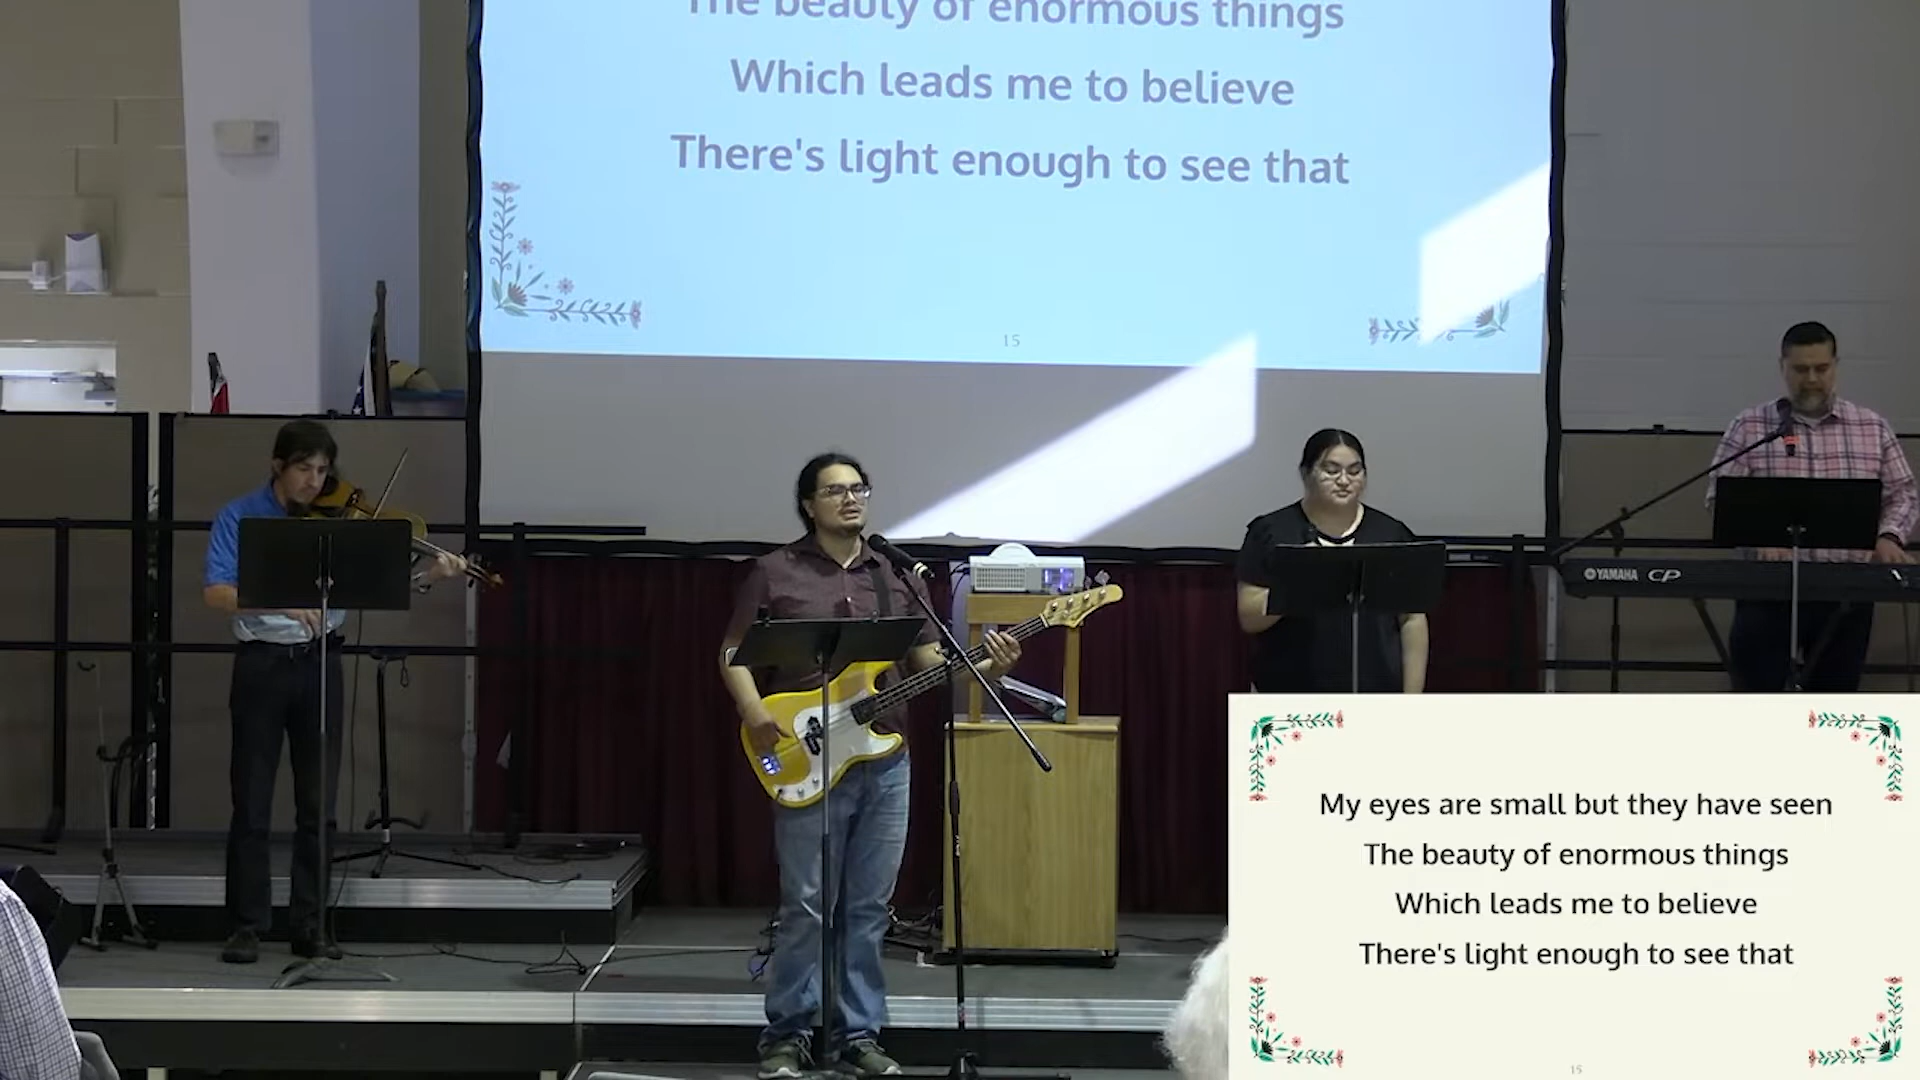 The beauty of enormous things
Which leads me to believe
There's light enough to see that
15
YAMAHA CP
My eyes are small but they have seen
The beauty of enormous things
Which leads me to believe
There's light enough to see that
15